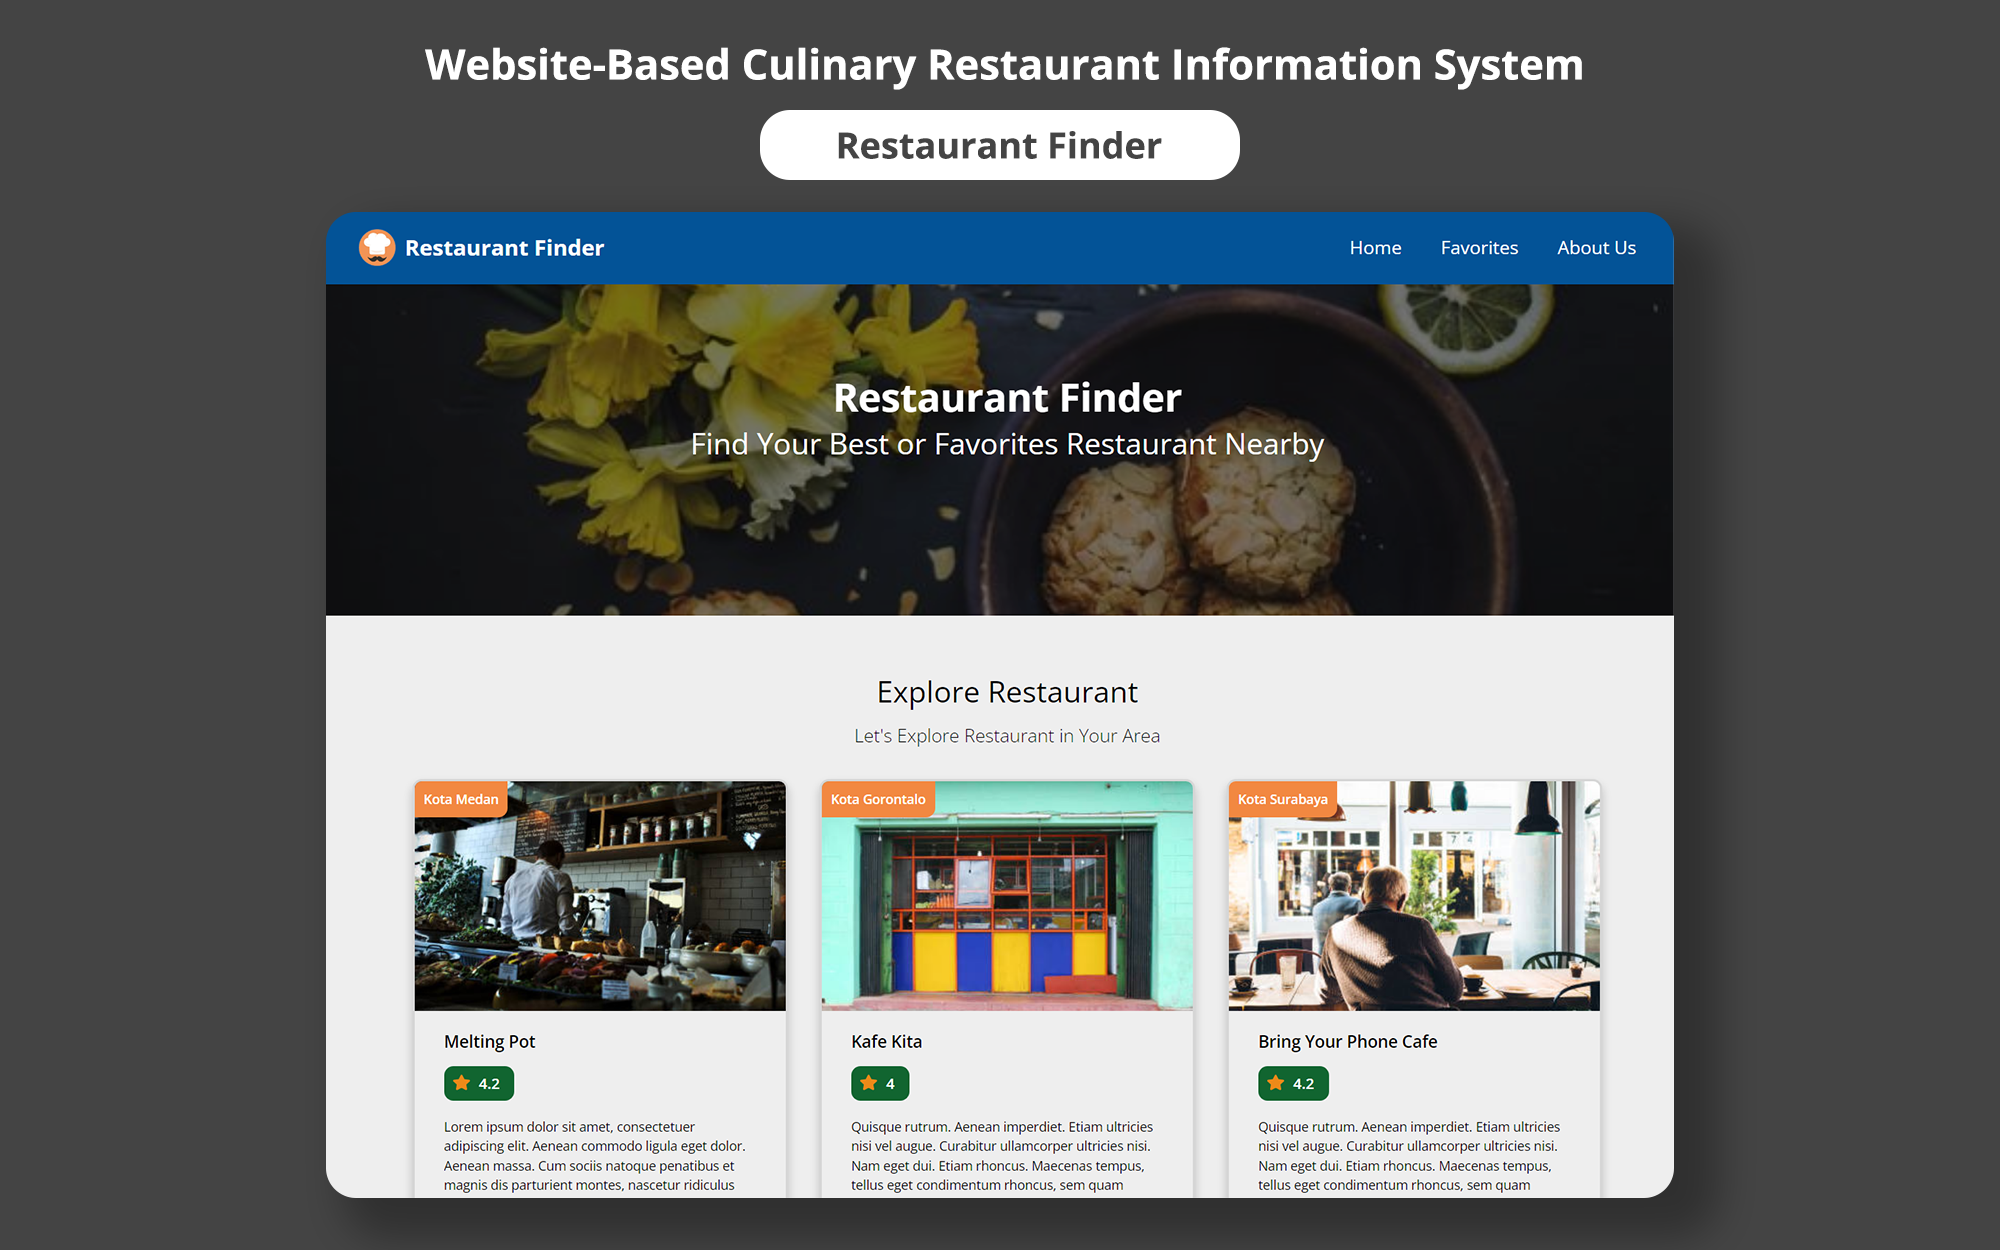 Website-Based Culinary Restaurant Information System
Restaurant Finder
Restaurant Finder
Home
Favorites
About Us
Restaurant Finder
Find Your Best or Favorites Restaurant Nearby
Explore Restaurant
Let's Explore Restaurant in Your Area
Kota Medan
Melting Pot
4.2
Lorem ipsum dolor sit amet, consectetuer
adipiscing elit. Aenean commodo ligula eget dolor.
Aenean massa. Cum sociis natoque penatibus et
magnis dis parturient montes, nascetur ridiculus
Kota Gorontalo
Kafe Kita
4
Quisque rutrum. Aenean imperdiet. Etiam ultricies
nisi vel augue. Curabitur ullamcorper ultricies nisi.
Nam eget dui. Etiam rhoncus. Maecenas tempus,
tellus eget condimentum rhoncus, sem quam
Kota Surabaya
Bring Your Phone Cafe
4.2
Quisque rutrum. Aenean imperdiet. Etiam ultricies
nisi vel augue. Curabitur ullamcorper ultricies nisi.
Nam eget dui. Etiam rhoncus. Maecenas tempus,
tellus eget condimentum rhoncus, sem quam